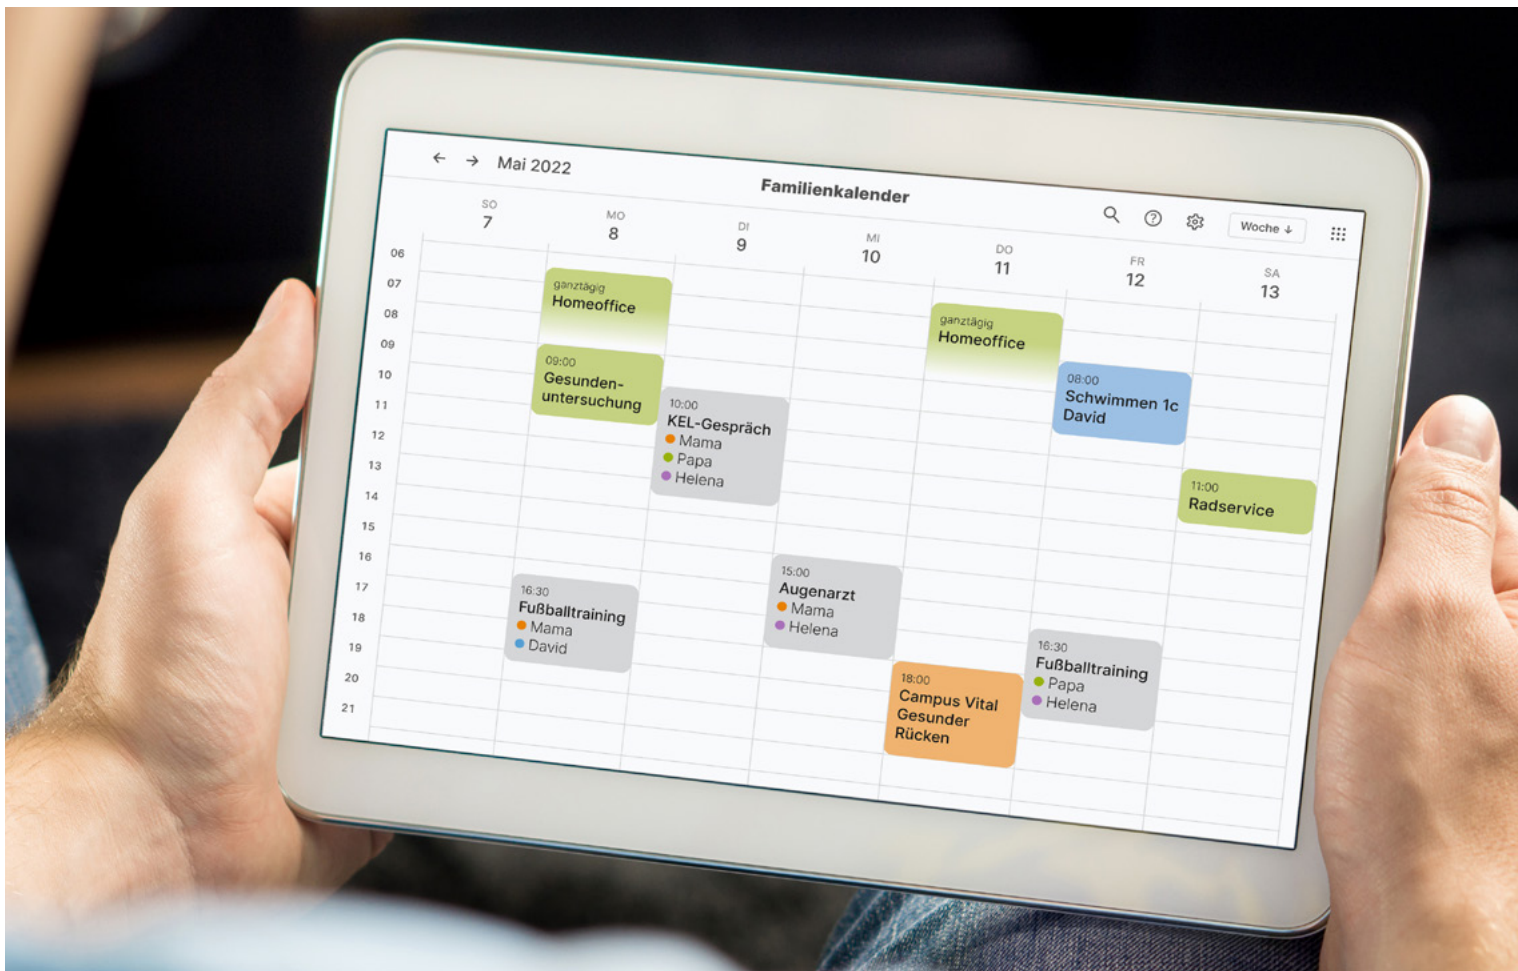 ← → Mai 2022
Familienkalender
Woche ↓
SO
7
MO
8
DI
9
MI
10
DO
11
FR
12
SA
13
06
07
08
09
10
11
12
13
14
15
16
17
18
19
20
21
ganztägig
Homeoffice
09:00
Gesunden-
untersuchung
16:30
Fußballtraining
Mama
David
10:00
KEL-Gespräch
Mama
Papa
Helena
15:00
Augenarzt
Mama
Helena
ganztägig
Homeoffice
18:00
Campus Vital
Gesunder
Rücken
08:00
Schwimmen 1c
David
16:30
Fußballtraining
Papa
Helena
11:00
Radservice